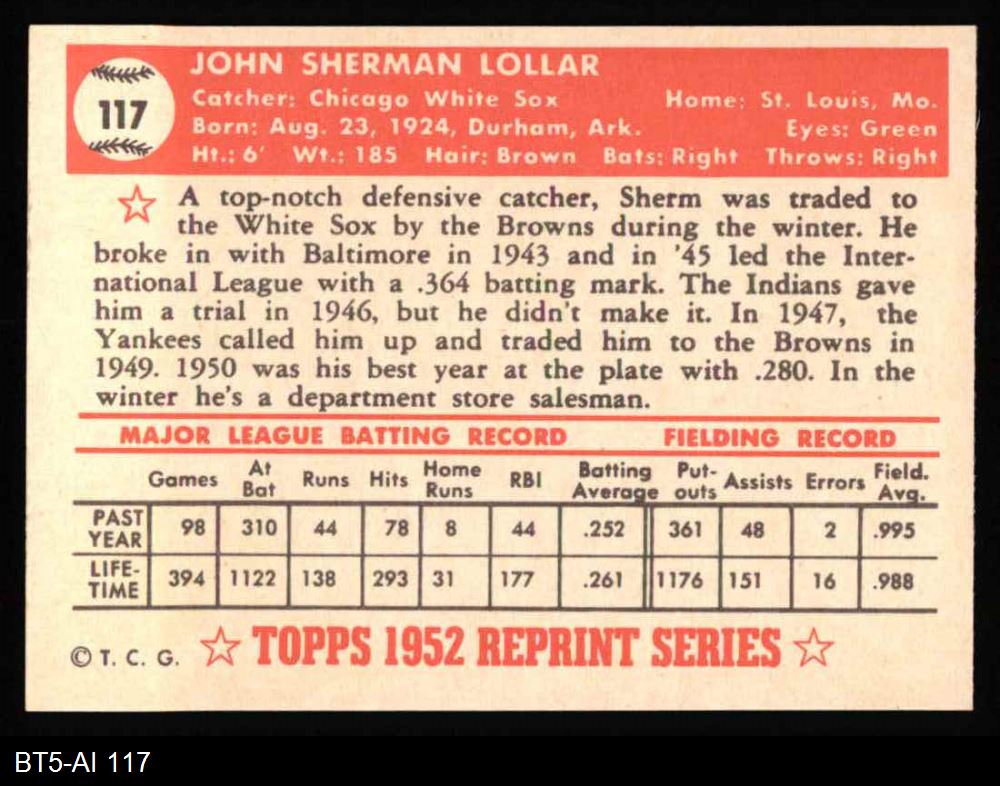 117
JOHN SHERMAN LOLLAR
Catcher: Chicago White Sox Home: St. Louis, Mo.
Born: Aug. 23, 1924, Durham, Ark. Eyes: Green
Ht.: 6' Wt.: 185 Hair: Brown Bats: Right Throws: Right
A top-notch defensive catcher, Sherm was traded to
the White Sox by the Browns during the winter. He
broke in with Baltimore in 1943 and in '45 led the Inter-
national League with a .364 batting mark. The Indians gave
him a trial in 1946, but he didn't make it. In 1947, the
Yankees called him up and traded him to the Browns in
1949. 1950 was his best year at the plate with .280. In the
winter he's a department store salesman.
MAJOR LEAGUE BATTING RECORD FIELDING RECORD
Games At Bat Runs Hits Home Runs RBI Batting Average Put-outs Assists Errors Field. Avg.
PAST YEAR 98 310 44 78 8 44 .252 361 48 2 .995
LIFE-TIME 394 1122 138 293 31 177 .261 1176 151 16 .988
© T. C. G. TOPPS 1952 REPRINT SERIES
BT5-AI 117